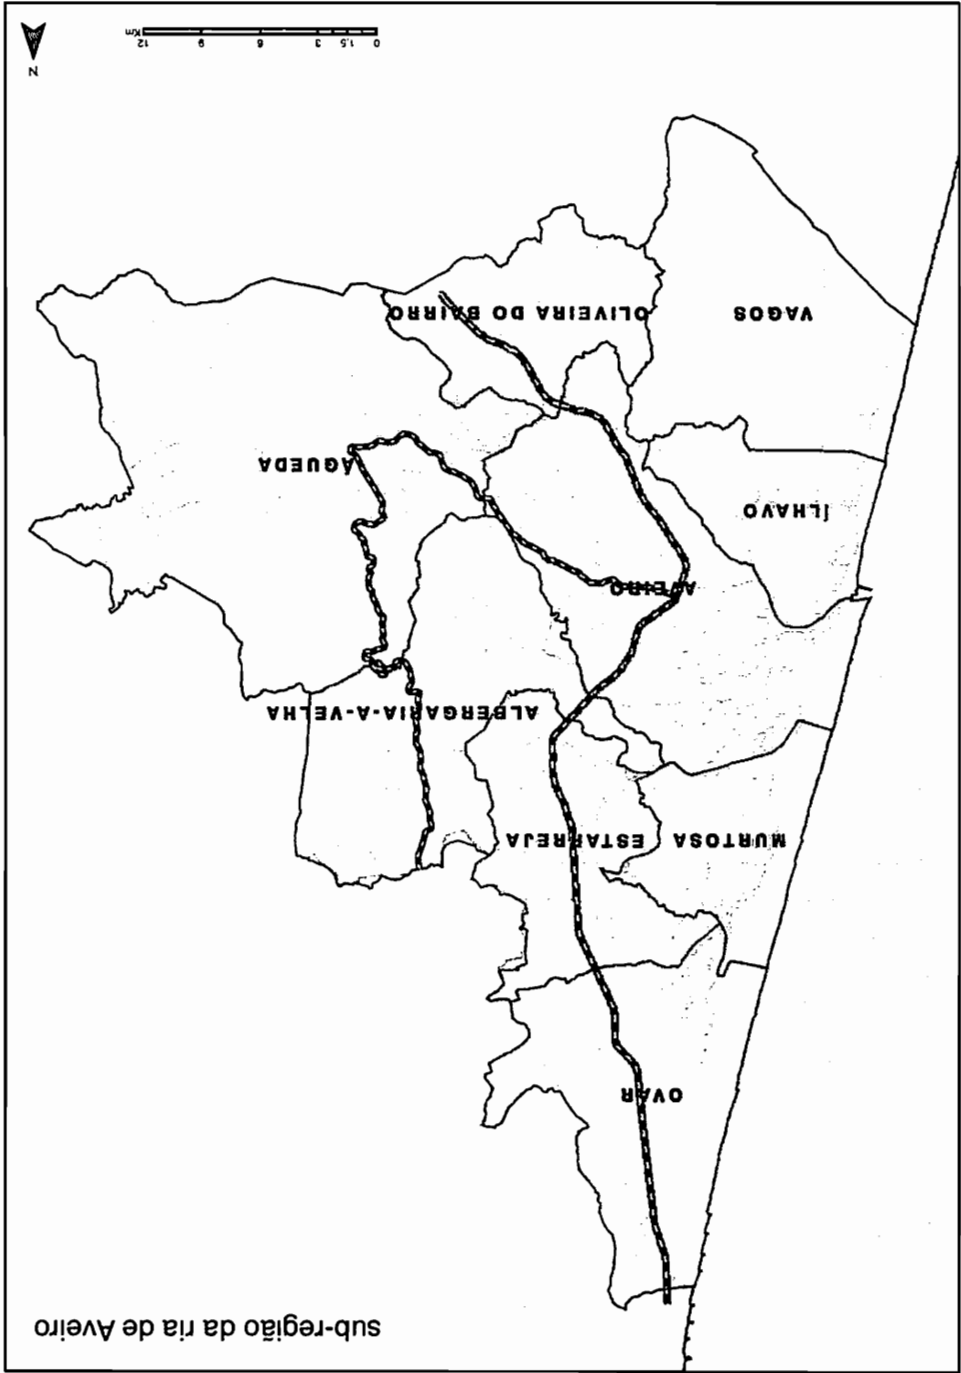 sub-região da ria de Aveiro
OVAR
MURTOSA
ESTARREJA
ALBERGARIA-A-VELHA
AVEIRO
ÍLHAVO
ÁGUEDA
VAGOS
OLIVEIRA DO BAIRRO
0 1,5 3 6 9 12
Km
N